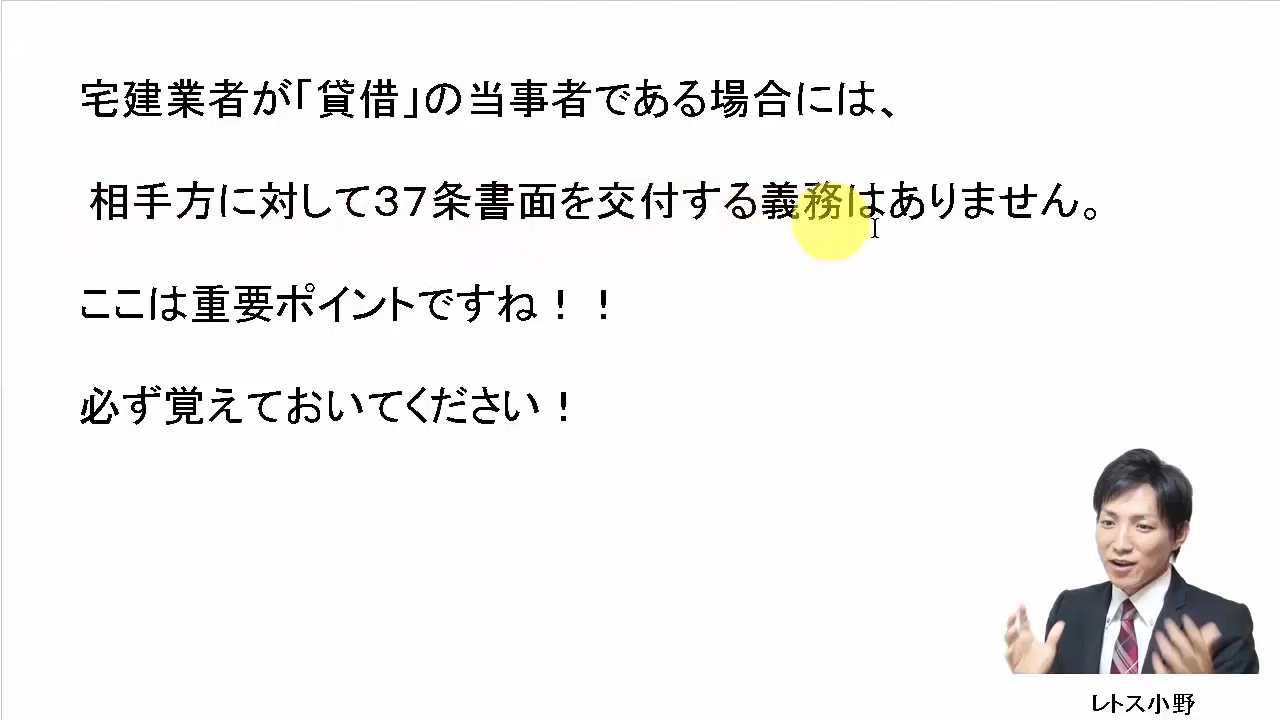 宅建業者が「貸借」の当事者である場合には、
相手方に対して３７条書面を交付する義務はありません。
ここは重要ポイントですね！！
必ず覚えておいてください！
レトス小野